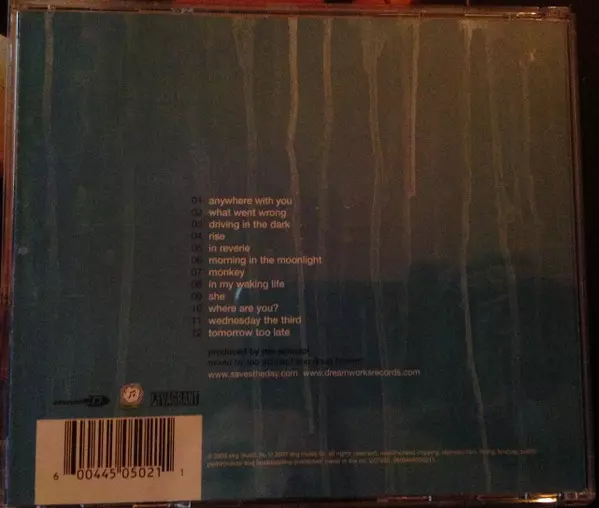 01 anywhere with you
02 what went wrong
03 driving in the dark
04 rise
05 in reverie
06 morning in the moonlight
07 monkey
08 in my waking life
09 she
10 where are you?
11 wednesday the third
12 tomorrow too late
produced by
www.savestheday.com www.dreamworksrecords.com
VAGRANT
6 00445 05021 1